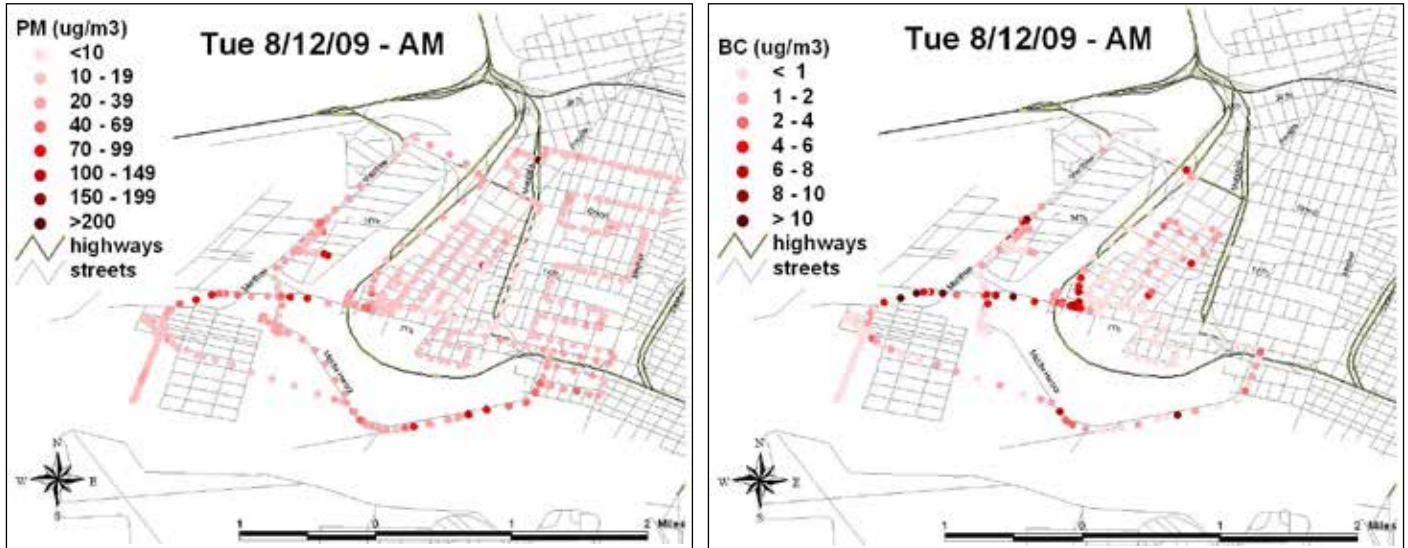 PM (ug/m3)
Tue 8/12/09 - AM
<10
10 - 19
20 - 39
40 - 69
70 - 99
100 - 149
150 - 199
>200
highways
streets
7th
N
W E
S
1 0 1 2 Miles
BC (ug/m3)
Tue 8/12/09 - AM
< 1
1 - 2
2 - 4
4 - 6
6 - 8
8 - 10
> 10
highways
streets
7th
N
W E
S
1 0 1 2 Miles